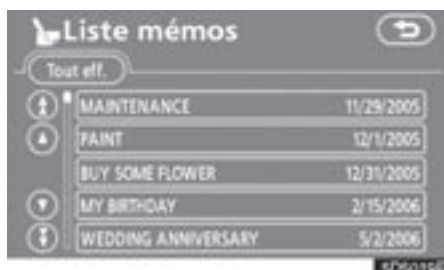 Liste mémos
Tout eff.
MAINTENANCE 11/29/2005
PAINT 12/1/2005
BUY SOME FLOWER 12/31/2005
MY BIRTHDAY 2/15/2006
WEDDING ANNIVERSARY 5/2/2006